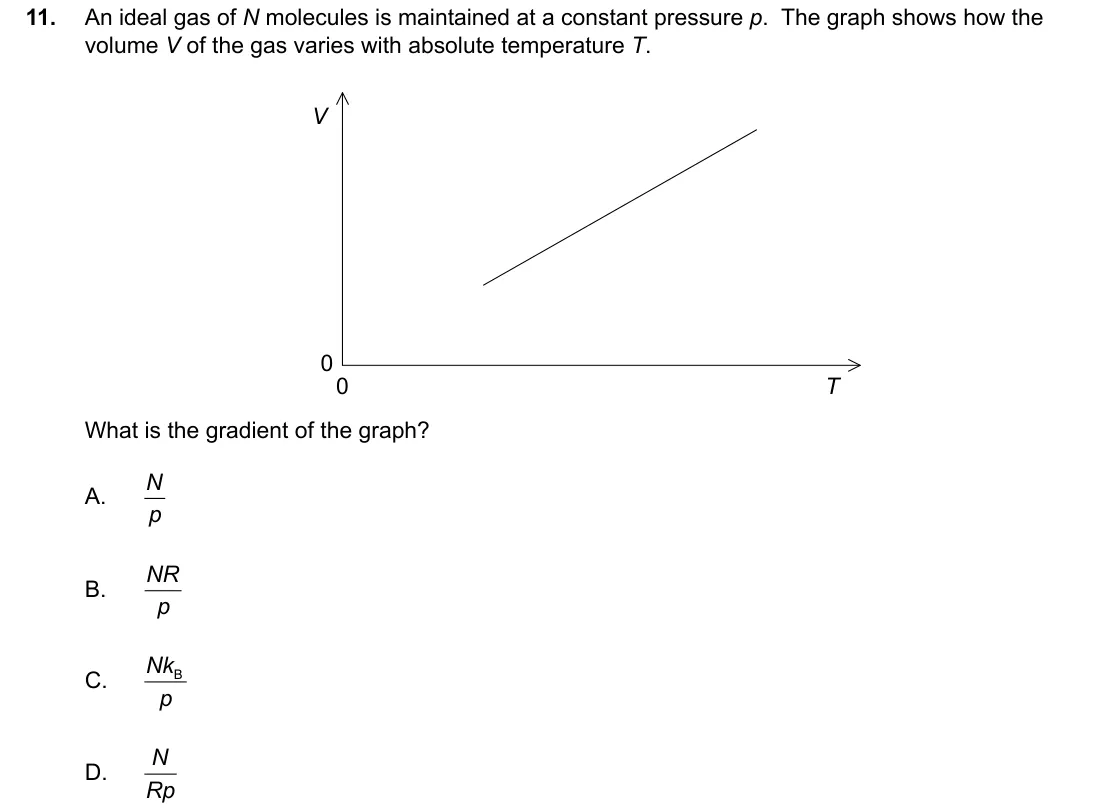 11. An ideal gas of N molecules is maintained at a constant pressure p. The graph shows how the
volume V of the gas varies with absolute temperature T.
V
0
0
T
What is the gradient of the graph?
A. N
p
B. NR
p
C. Nk_B
p
D. N
Rp